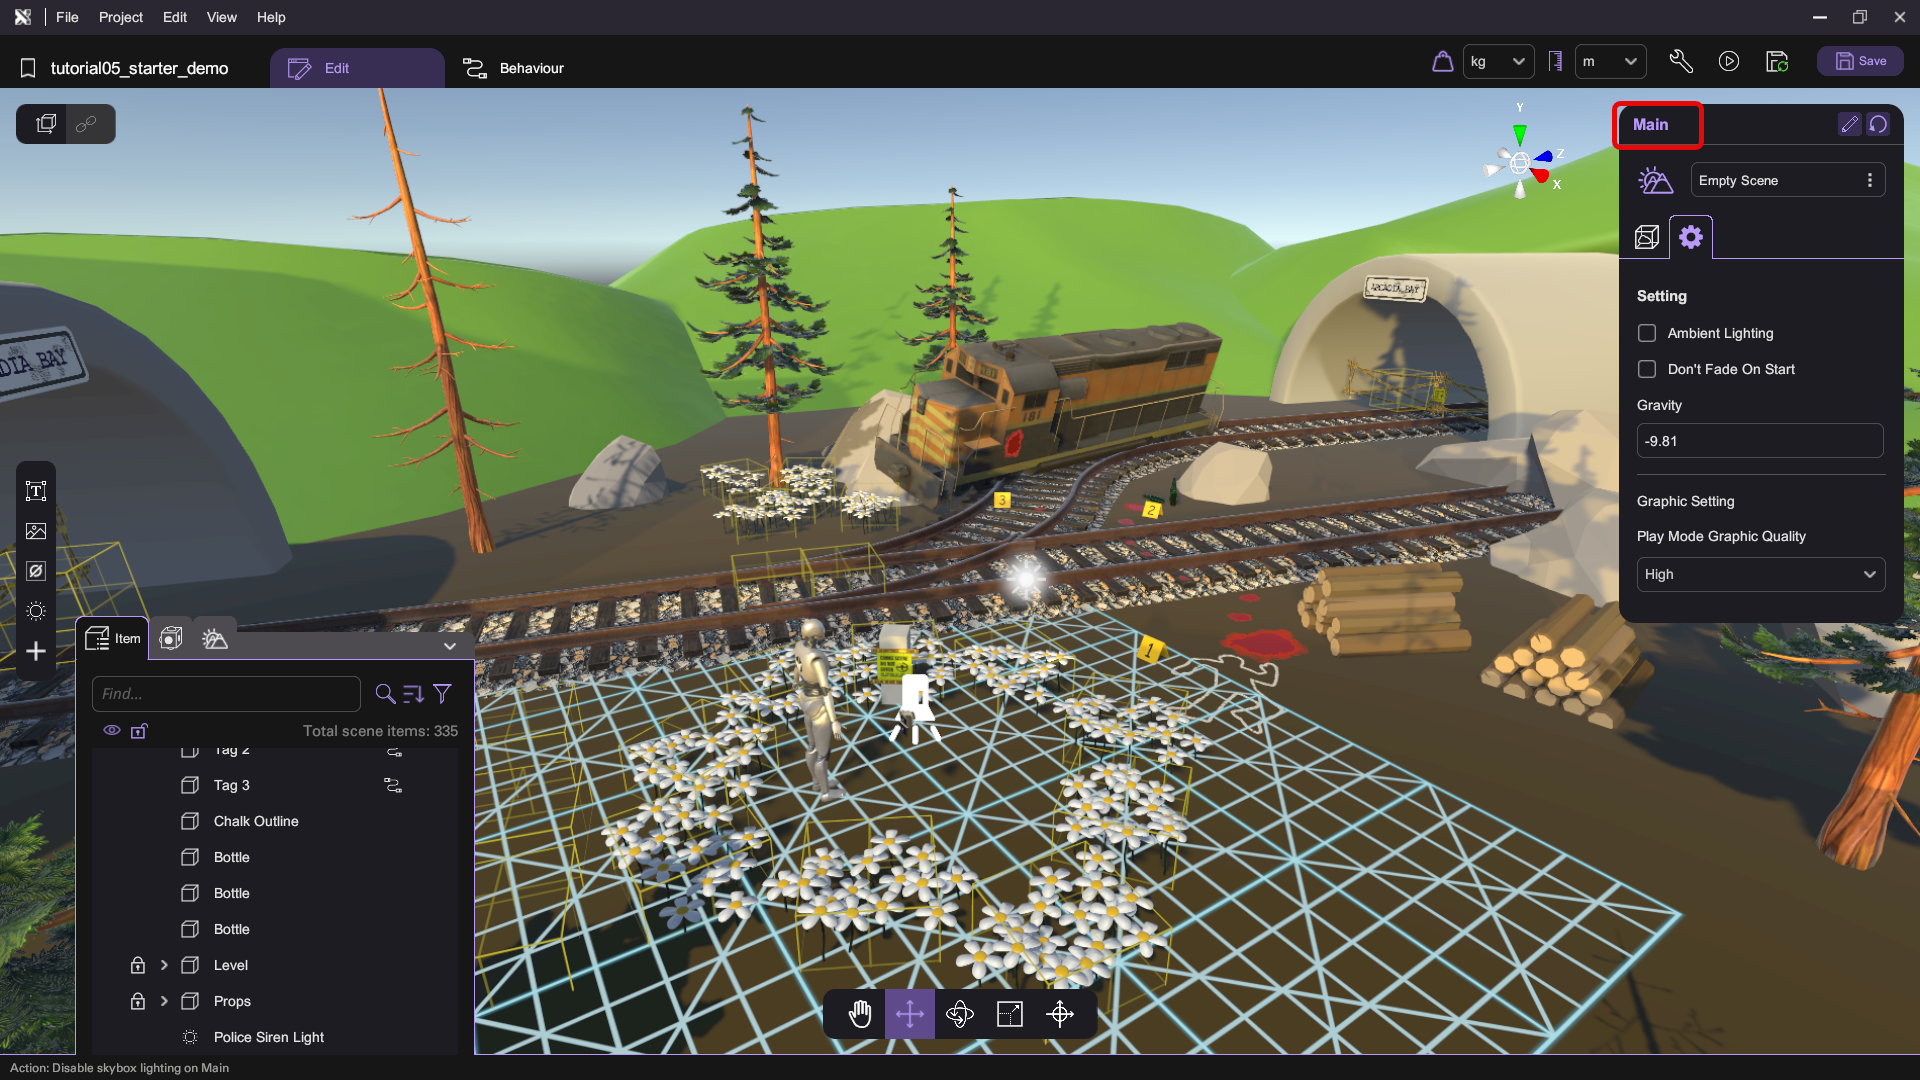 File Project Edit View Help
tutorial05_starter_demo Edit Behaviour kg m Save
Y
Z
X
Main
Empty Scene
Setting
Ambient Lighting
Don't Fade On Start
Gravity
-9.81
Graphic Setting
Play Mode Graphic Quality
High
ARCADIA BAY
DIA BAY
181
3
2
1
T
Item
Find...
Total scene items: 335
Tag 2
Tag 3
Chalk Outline
Bottle
Bottle
Bottle
Level
Props
Police Siren Light
Action: Disable skybox lighting on Main